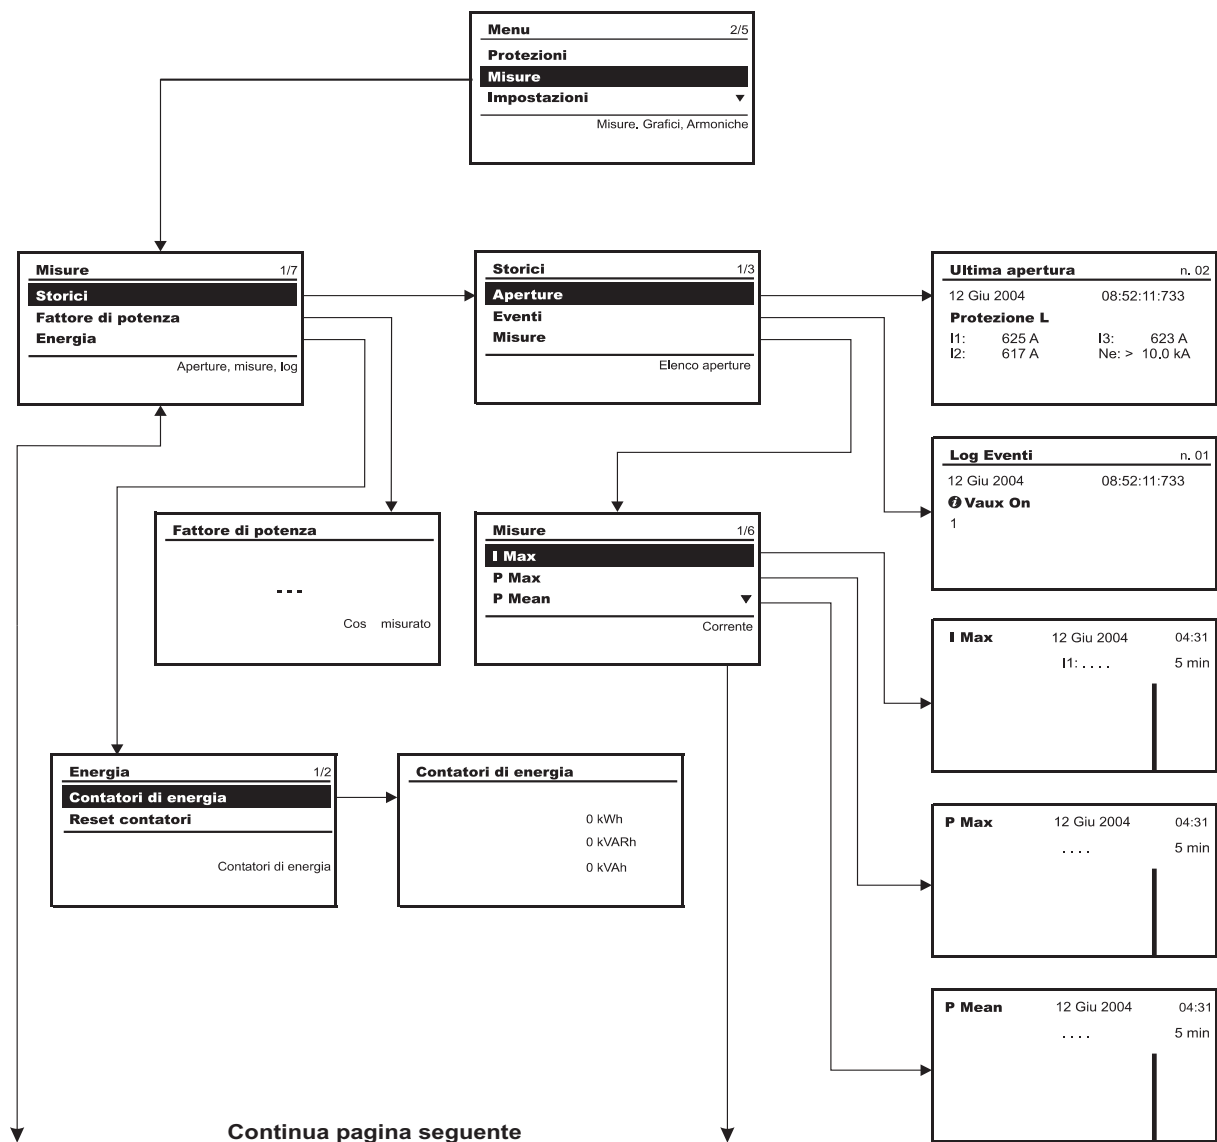 Menu 2/5
Protezioni
Misure
Impostazioni ▼
Misure, Grafici, Armoniche
Misure 1/7
Storici
Fattore di potenza
Energia
Aperture, misure, log
Storici 1/3
Aperture
Eventi
Misure
Elenco aperture
Ultima apertura n. 02
12 Giu 2004 08:52:11:733
Protezione L
I1: 625 A I3: 623 A
I2: 617 A Ne: > 10.0 kA
Log Eventi n. 01
12 Giu 2004 08:52:11:733
Vaux On
1
Fattore di potenza
---
Cos misurato
Misure 1/6
I Max
P Max
P Mean ▼
Corrente
I Max 12 Giu 2004 04:31
I1: . . . . 5 min
Energia 1/2
Contatori di energia
Reset contatori
Contatori di energia
Contatori di energia
0 kWh
0 kVARh
0 kVAh
P Max 12 Giu 2004 04:31
. . . . 5 min
P Mean 12 Giu 2004 04:31
. . . . 5 min
Continua pagina seguente